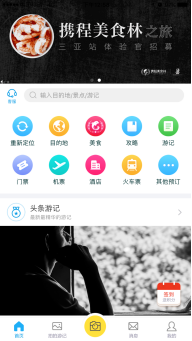 携程美食林之旅
三亚站体验官招募
客服
输入目的地/景点/游记
重新定位
目的地
美食
攻略
游记
门票
机票
酒店
火车票
其他预订
头条游记
最新最精华的游记
签到
首页
我的游记
消息
我的